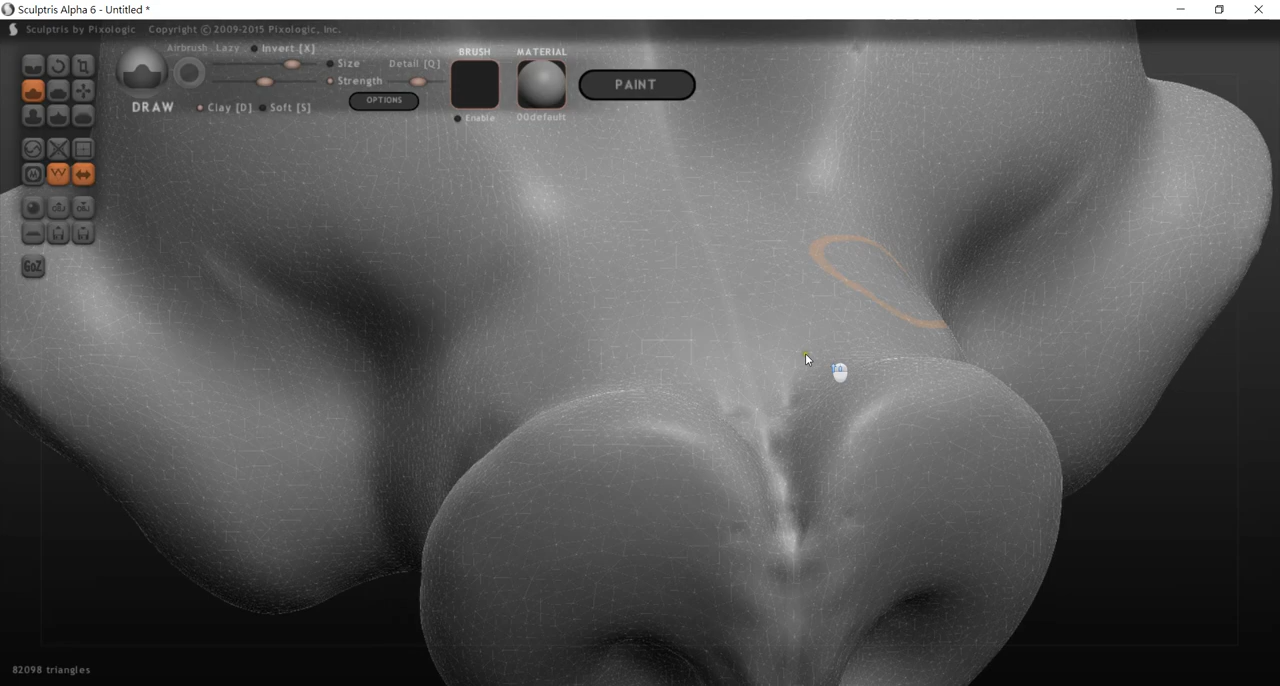 Sculptris Alpha 6 - Untitled *
Sculptris by Pixologic Copyright © 2009-2015 Pixologic, Inc.
Airbrush Lazy Invert [X]
Size Detail [Q]
Strength
DRAW Clay [D] Soft [S]
OPTIONS
BRUSH
Enable
MATERIAL
00default
PAINT
GoZ
82098 triangles